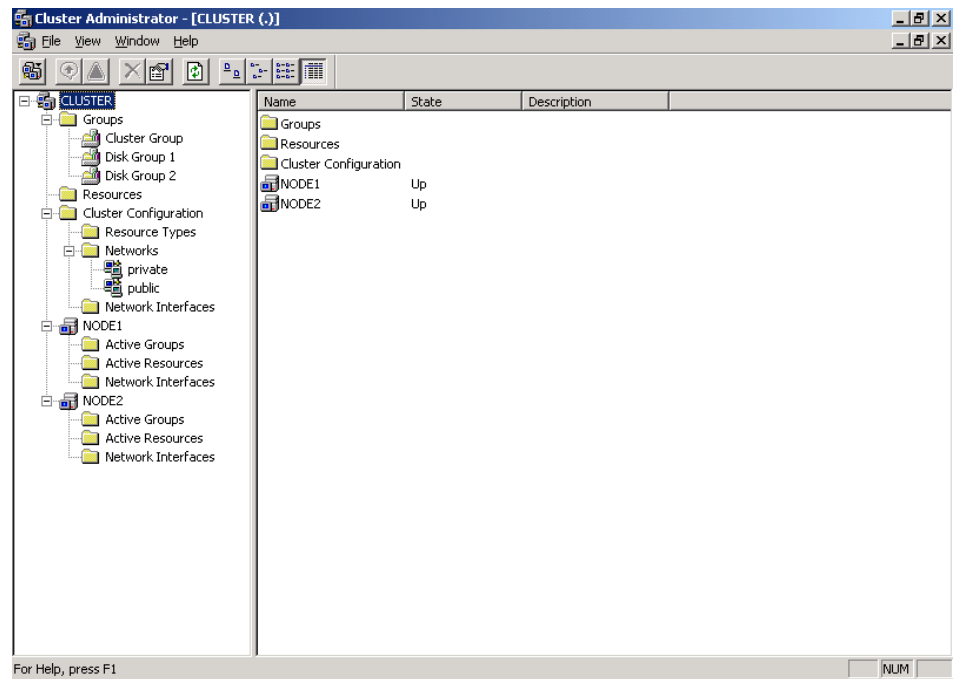 Cluster Administrator - [CLUSTER (.)]
File View Window Help
CLUSTER
Groups
Cluster Group
Disk Group 1
Disk Group 2
Resources
Cluster Configuration
Resource Types
Networks
private
public
Network Interfaces
NODE1
Active Groups
Active Resources
Network Interfaces
NODE2
Active Groups
Active Resources
Network Interfaces
Name State Description
Groups
Resources
Cluster Configuration
NODE1 Up
NODE2 Up
For Help, press F1
NUM